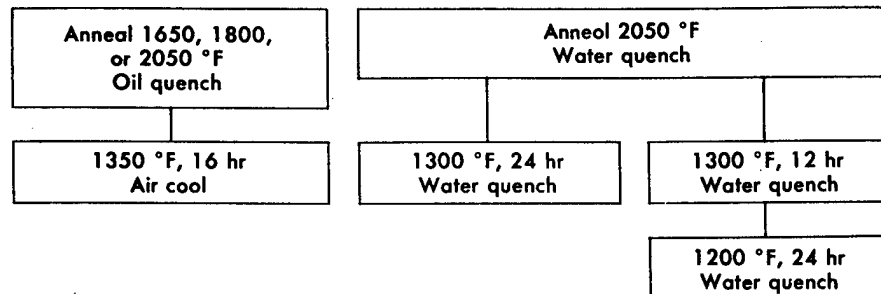 Anneal 1650, 1800,
or 2050 °F
Oil quench
Anneol 2050 °F
Water quench
1350 °F, 16 hr
Air cool
1300 °F, 24 hr
Water quench
1300 °F, 12 hr
Water quench
1200 °F, 24 hr
Water quench